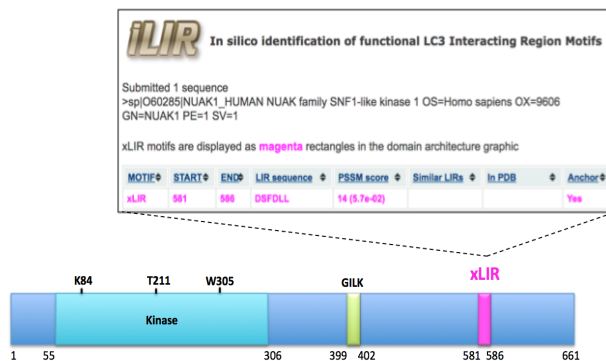 iLIR In silico identification of functional LC3 Interacting Region Motifs
Submitted 1 sequence
>sp|O60285|NUAK1_HUMAN NUAK family SNF1-like kinase 1 OS=Homo sapiens OX=9606
GN=NUAK1 PE=1 SV=1
xLIR motifs are displayed as magenta rectangles in the domain architecture graphic
MOTIF START END LIR sequence PSSM score Similar LIRs In PDB Anchor
xLIR 581 586 DSFDLL 14 (5.7e-02) Yes
xLIR
K84 T211 W305 GILK
Kinase
1 55 306 399 402 581 586 661